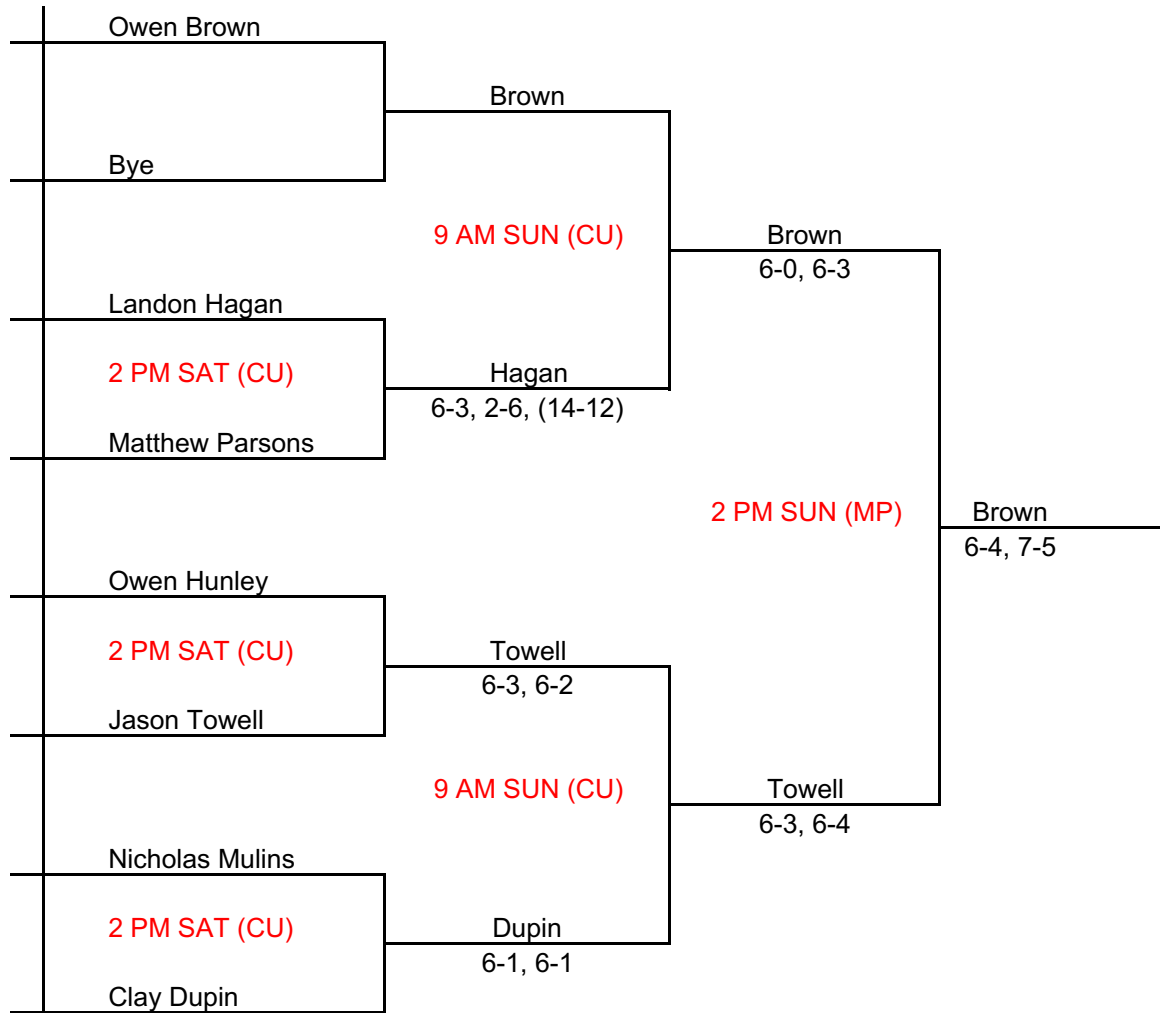 Owen Brown
Brown
Bye
9 AM SUN (CU)
Brown
6-0, 6-3
Landon Hagan
2 PM SAT (CU)
Hagan
6-3, 2-6, (14-12)
Matthew Parsons
2 PM SUN (MP)
Brown
6-4, 7-5
Owen Hunley
2 PM SAT (CU)
Towell
6-3, 6-2
Jason Towell
9 AM SUN (CU)
Towell
6-3, 6-4
Nicholas Mulins
2 PM SAT (CU)
Dupin
6-1, 6-1
Clay Dupin